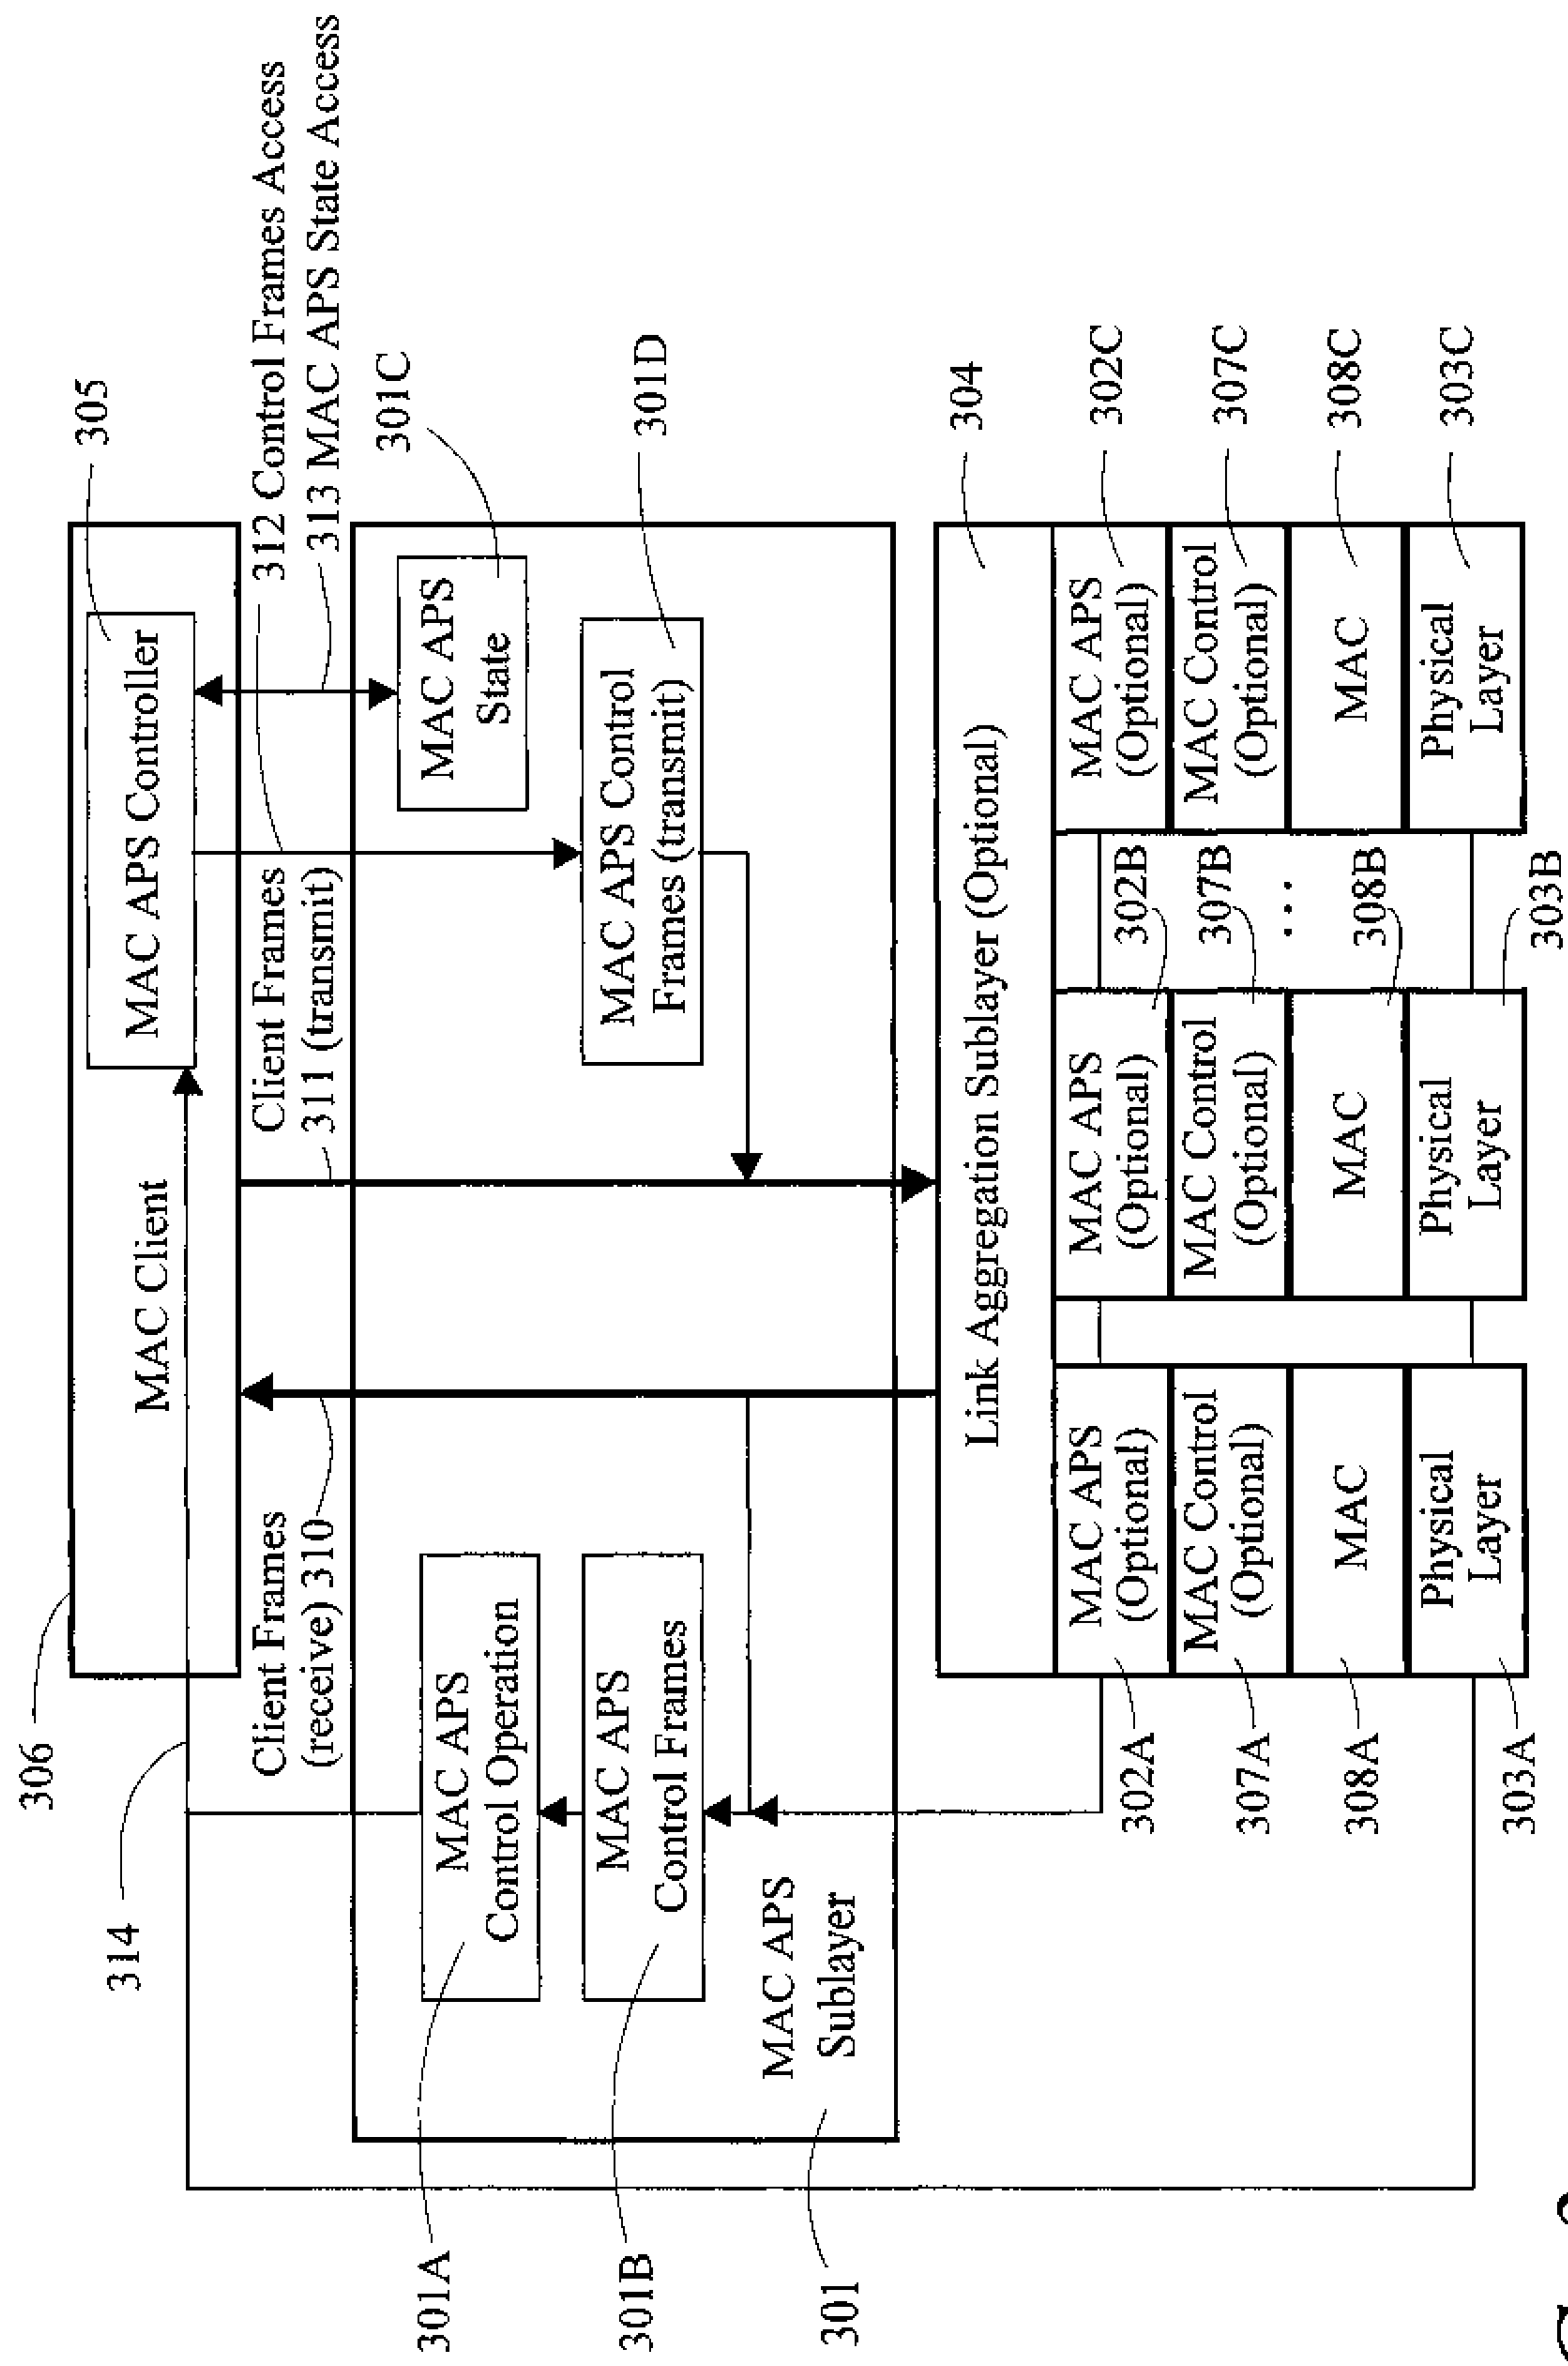 306
305
MAC Client
MAC APS Controller
314
Client Frames
(receive) 310
Client Frames
311 (transmit)
312 Control Frames Access
313 MAC APS State Access
301A
MAC APS
Control Operation
MAC APS
State
301C
301B
MAC APS
Control Frames
MAC APS Control
Frames (transmit)
301D
301
MAC APS
Sublayer
Link Aggregation Sublayer (Optional)
304
302A
MAC APS
(Optional)
MAC APS
(Optional)
302B
MAC APS
(Optional)
302C
307A
MAC Control
(Optional)
MAC Control
(Optional)
307B
MAC Control
(Optional)
307C
...
308A
MAC
MAC
308B
MAC
308C
303A
Physical
Layer
Physical
Layer
303B
Physical
Layer
303C